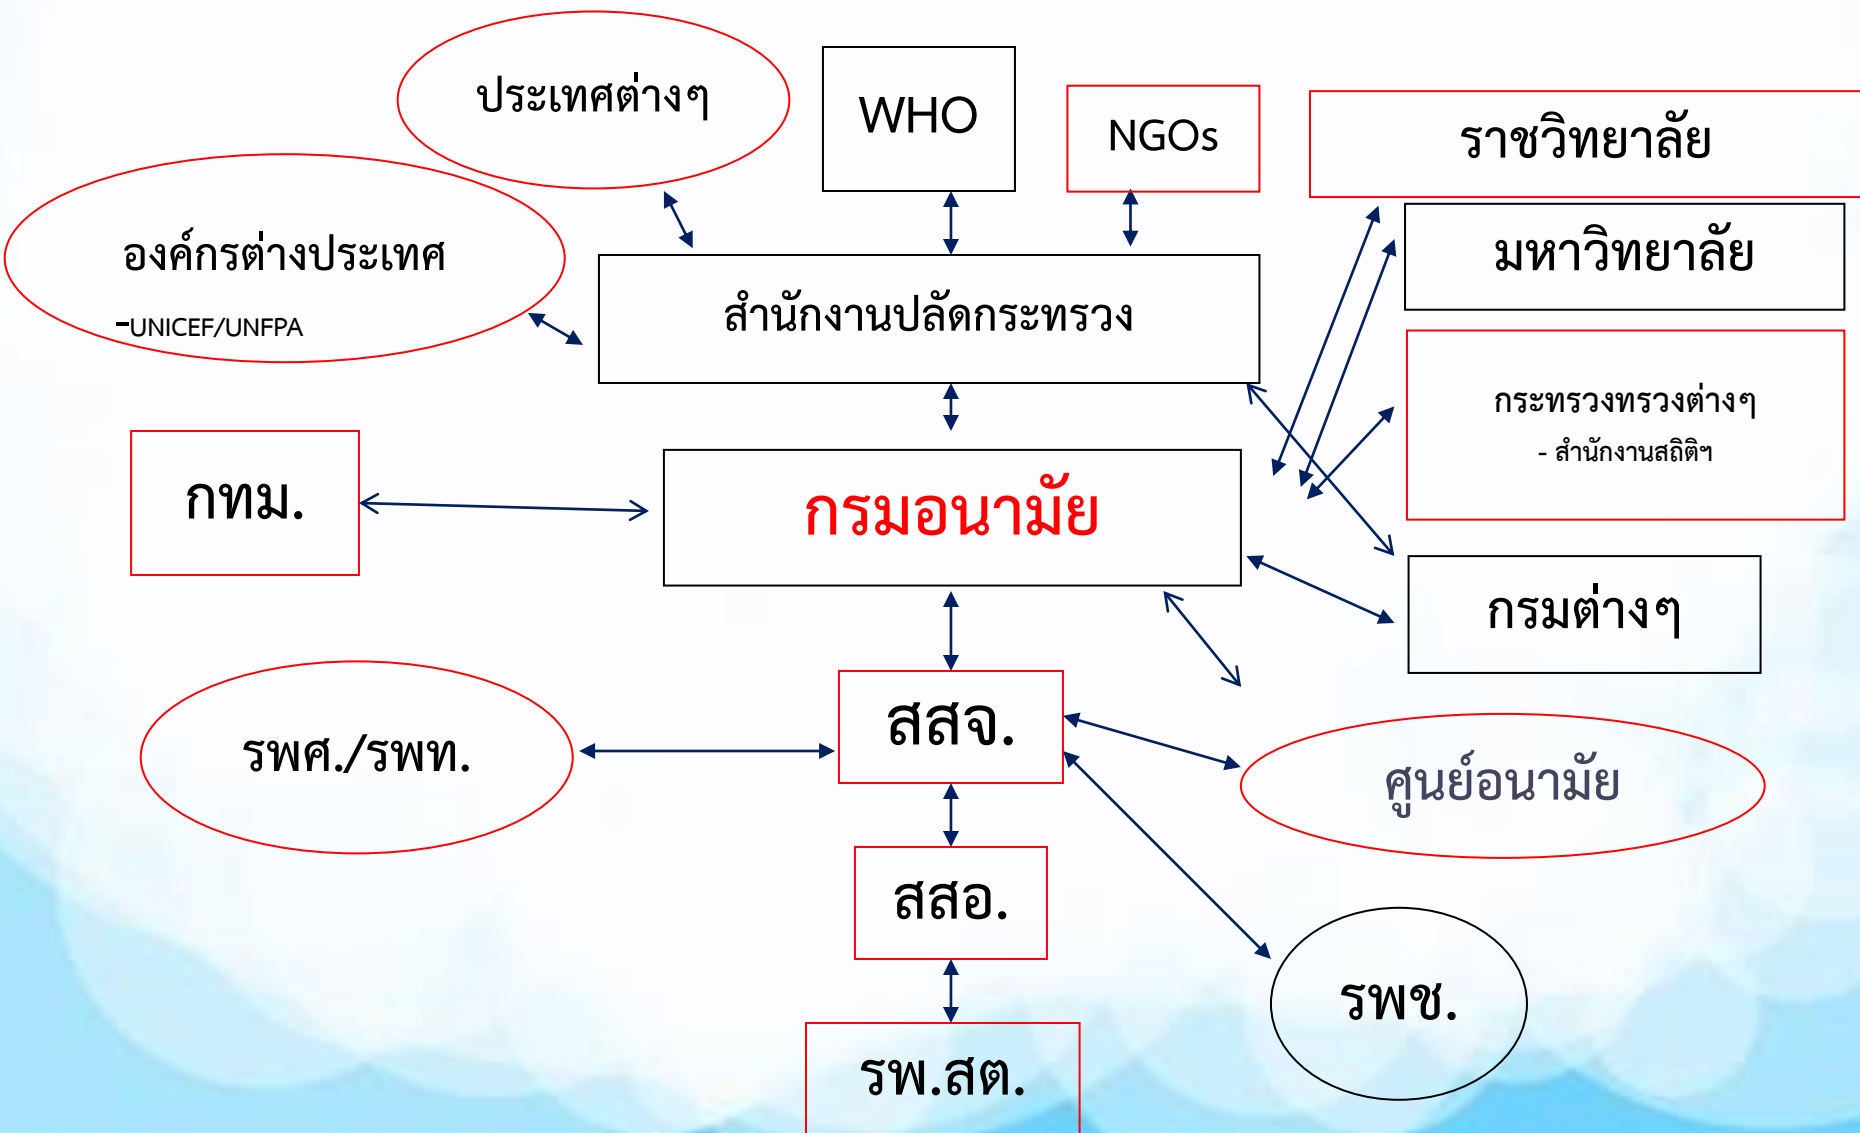 ประเทศต่างๆ
WHO
NGOs
ราชวิทยาลัย
องค์กรต่างประเทศ
-UNICEF/UNFPA
มหาวิทยาลัย
สำนักงานปลัดกระทรวง
กระทรวงทรวงต่างๆ
- สำนักงานสถิติฯ
กทม.
กรมอนามัย
กรมต่างๆ
สสจ.
รพศ./รพท.
ศูนย์อนามัย
สสอ.
รพช.
รพ.สต.